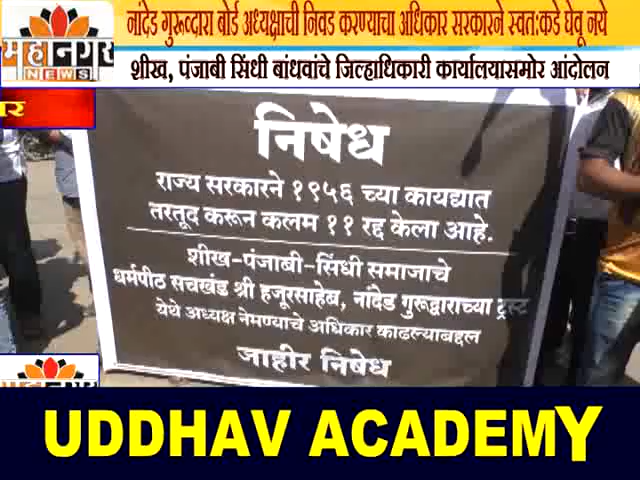 नांदेड गुरूव्दारा बोर्ड अध्यक्षाची निवड करण्याचा अधिकार सरकारने स्वत:कडे घेवू नये
महानगर
NEWS
शीख, पंजाबी सिंधी बांधवांचे जिल्हाधिकारी कार्यालयासमोर आंदोलन
निषेध
राज्य सरकारने १९५६ च्या कायद्यात
तरतूद करून कलम ११ रद्द केला आहे.
शीख-पंजाबी-सिंधी समाजाचे
धर्मपीठ सचखंड श्री हजूरसाहेब, नांदेड गुरूद्वाराच्या ट्रस्ट
येथे अध्यक्ष नेमण्याचे अधिकार काढल्याबद्दल
जाहीर निषेध
UDDHAV ACADEMY